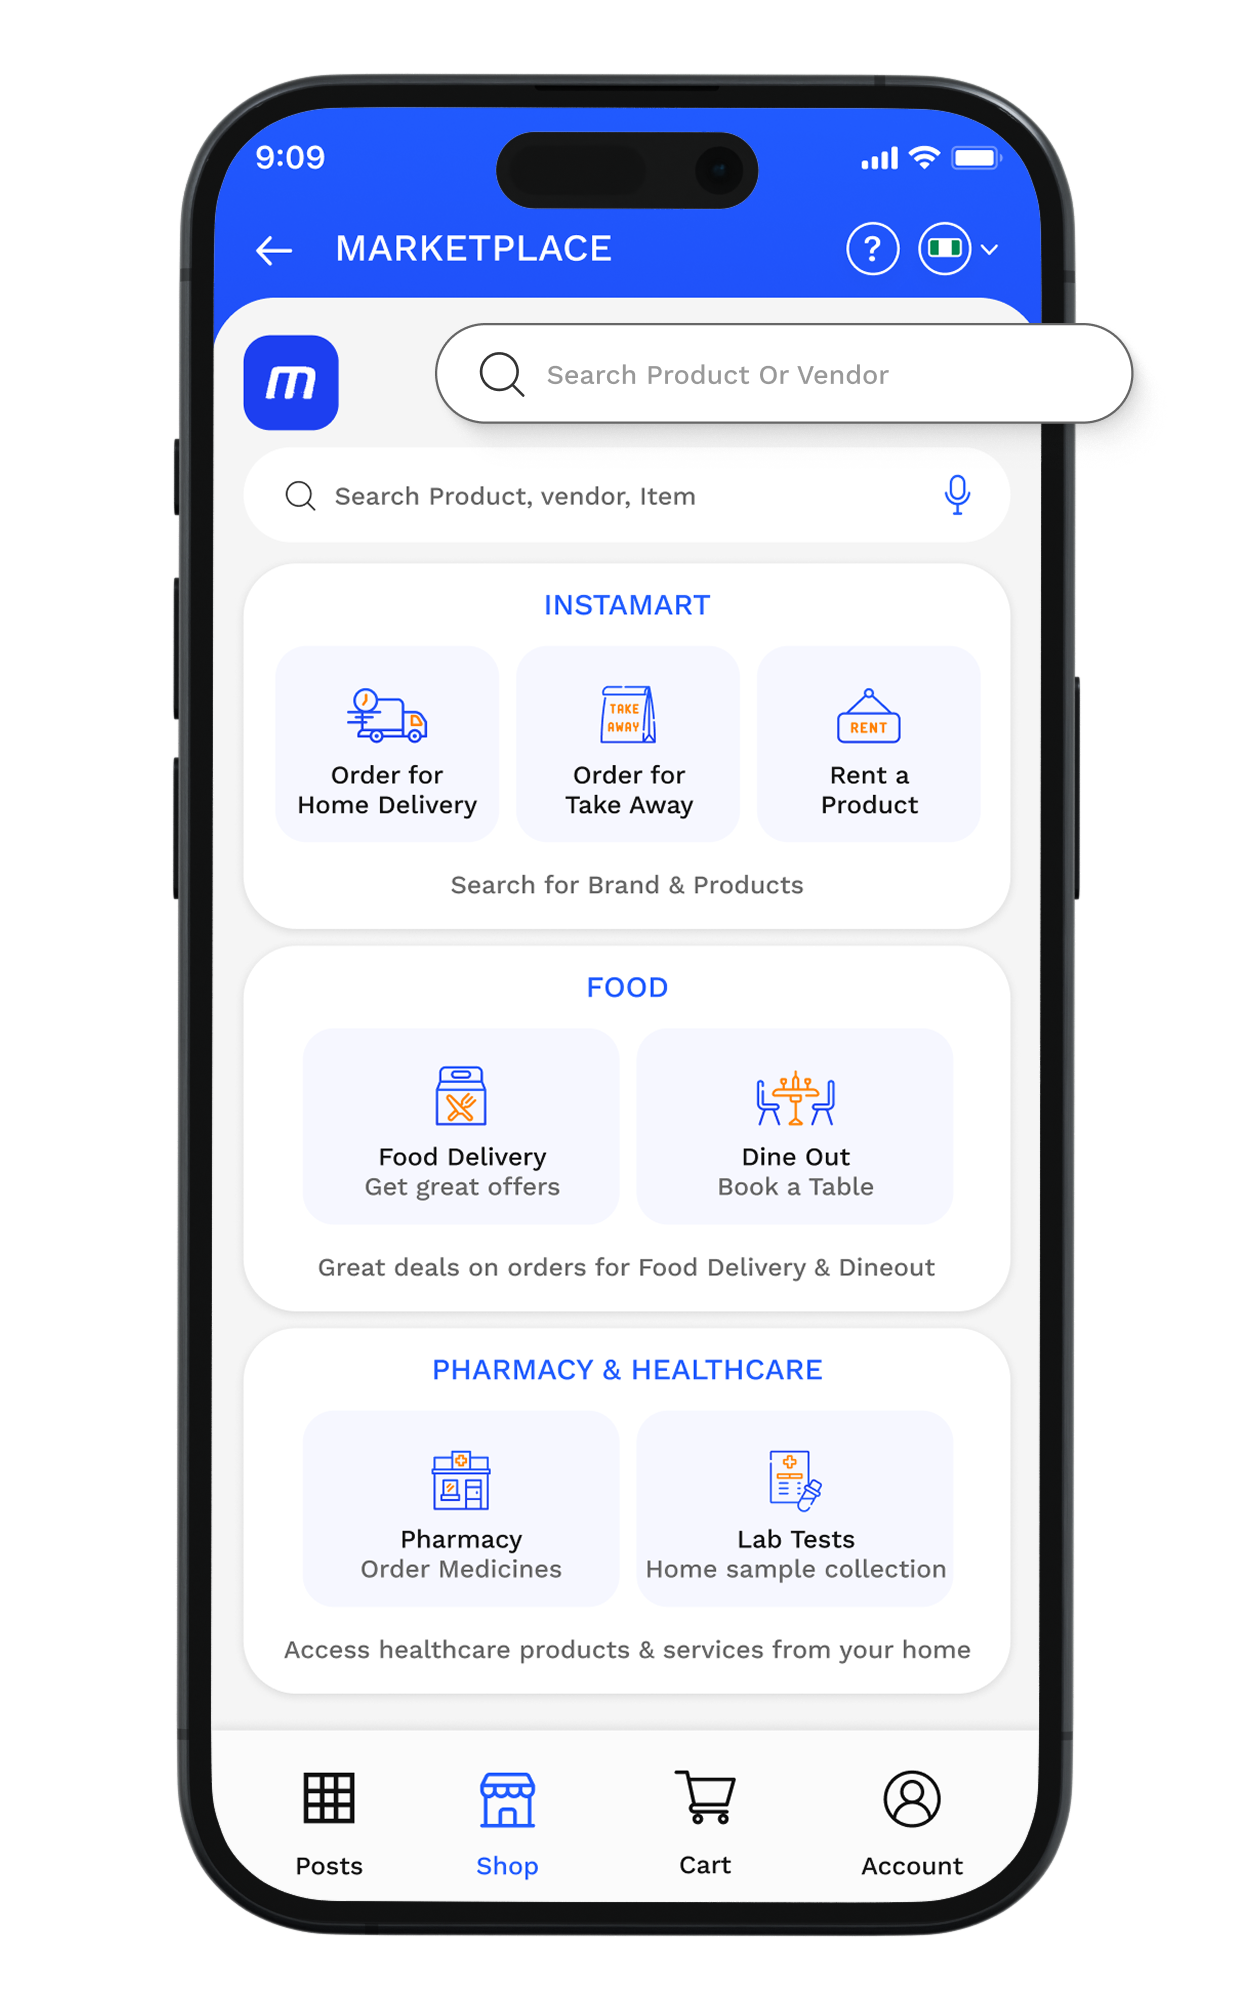 9:09
MARKETPLACE
?
m
Search Product Or Vendor
Search Product, vendor, Item
INSTAMART
TAKE
AWAY
RENT
Order for
Home Delivery
Order for
Take Away
Rent a
Product
Search for Brand & Products
FOOD
Food Delivery
Get great offers
Dine Out
Book a Table
Great deals on orders for Food Delivery & Dineout
PHARMACY & HEALTHCARE
Pharmacy
Order Medicines
Lab Tests
Home sample collection
Access healthcare products & services from your home
Posts
Shop
Cart
Account